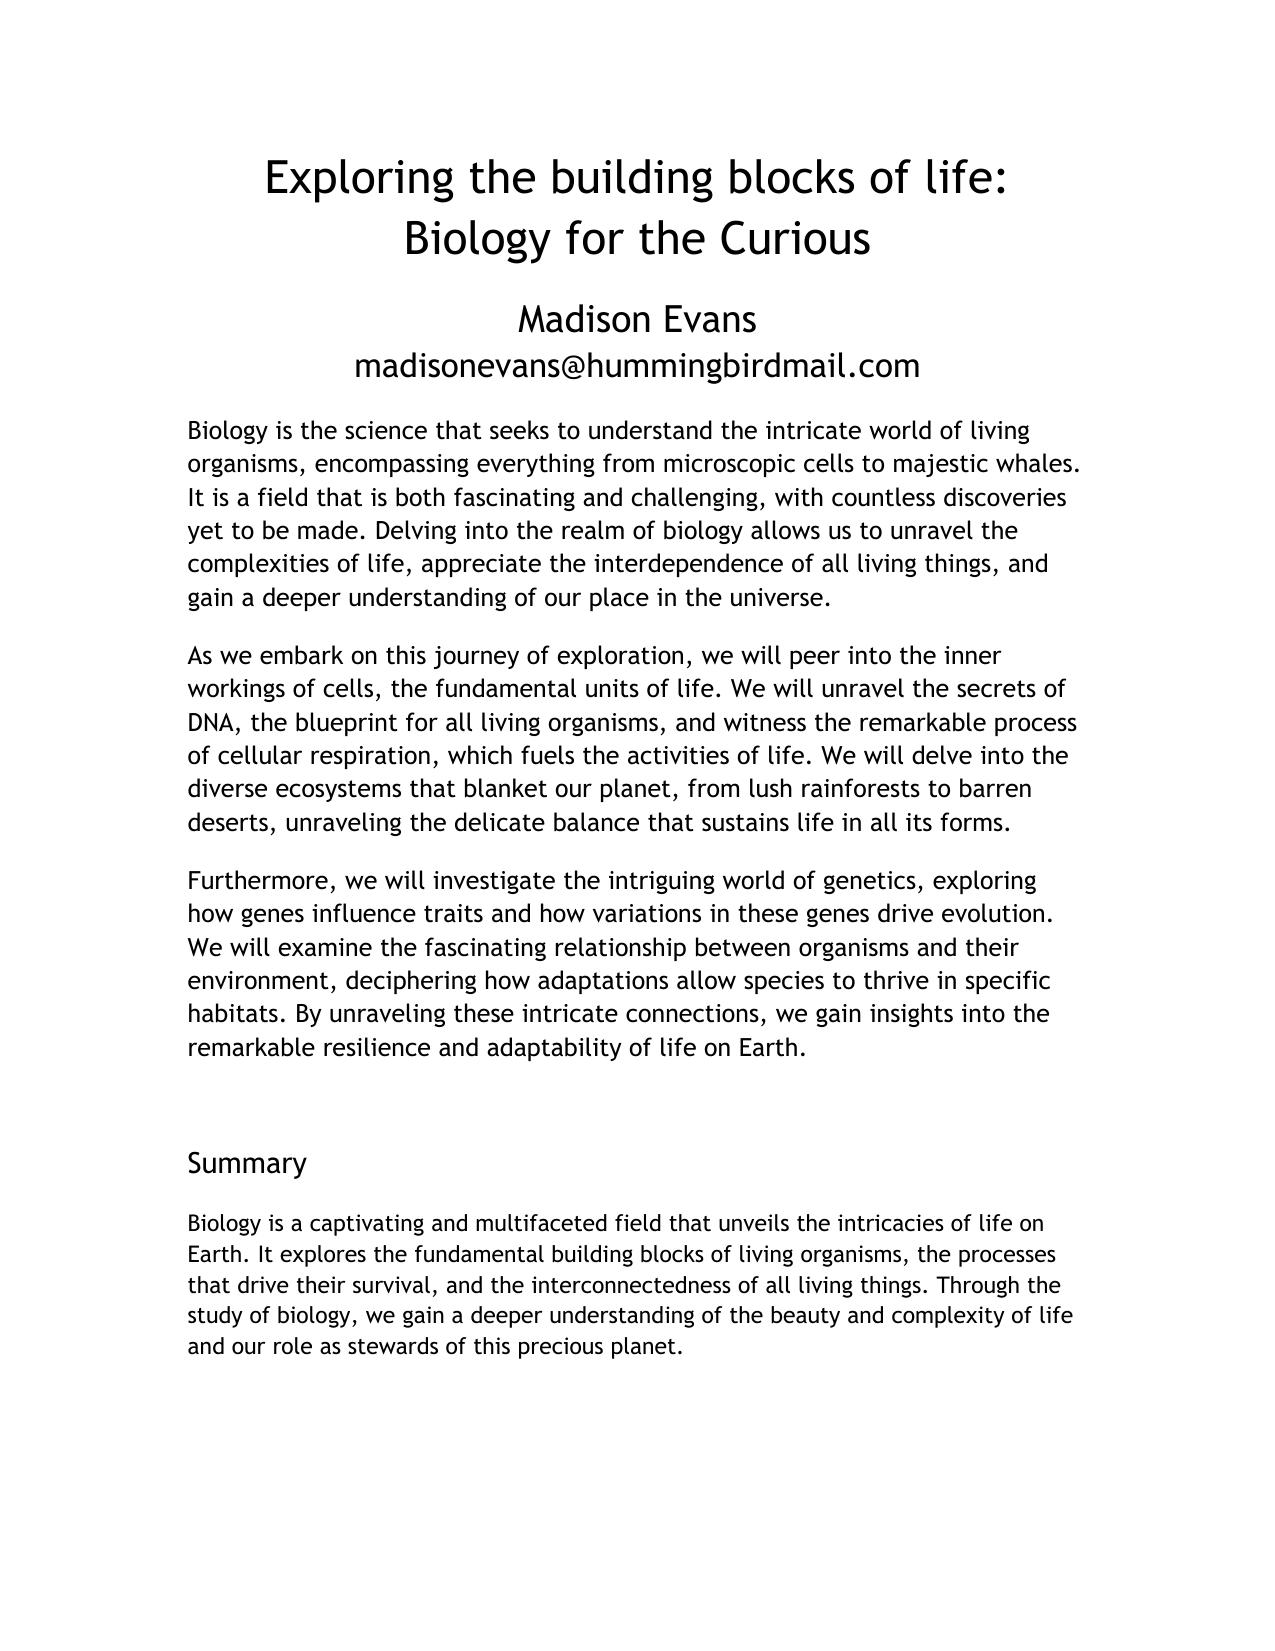 Exploring the building blocks of life:
Biology for the Curious
Madison Evans
madisonevans@hummingbirdmail.com
Biology is the science that seeks to understand the intricate world of living
organisms, encompassing everything from microscopic cells to majestic whales.
It is a field that is both fascinating and challenging, with countless discoveries
yet to be made. Delving into the realm of biology allows us to unravel the
complexities of life, appreciate the interdependence of all living things, and
gain a deeper understanding of our place in the universe.
As we embark on this journey of exploration, we will peer into the inner
workings of cells, the fundamental units of life. We will unravel the secrets of
DNA, the blueprint for all living organisms, and witness the remarkable process
of cellular respiration, which fuels the activities of life. We will delve into the
diverse ecosystems that blanket our planet, from lush rainforests to barren
deserts, unraveling the delicate balance that sustains life in all its forms.
Furthermore, we will investigate the intriguing world of genetics, exploring
how genes influence traits and how variations in these genes drive evolution.
We will examine the fascinating relationship between organisms and their
environment, deciphering how adaptations allow species to thrive in specific
habitats. By unraveling these intricate connections, we gain insights into the
remarkable resilience and adaptability of life on Earth.
Summary
Biology is a captivating and multifaceted field that unveils the intricacies of life on
Earth. It explores the fundamental building blocks of living organisms, the processes
that drive their survival, and the interconnectedness of all living things. Through the
study of biology, we gain a deeper understanding of the beauty and complexity of life
and our role as stewards of this precious planet.